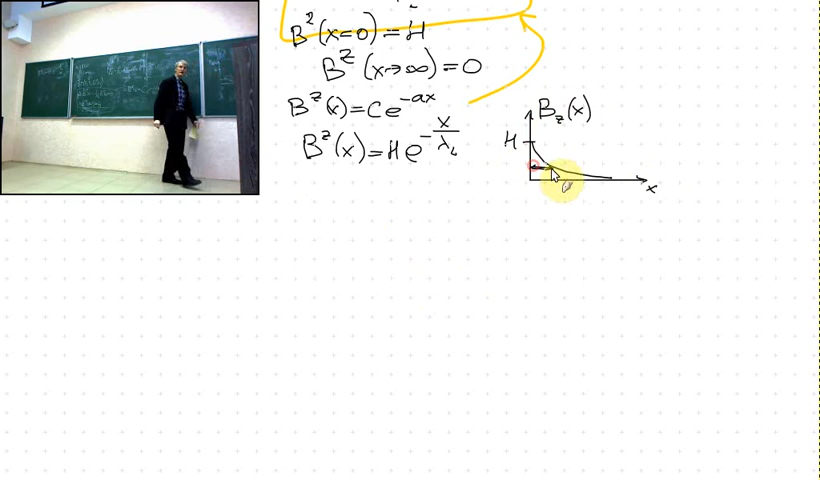 B^z(x=0)=H
B^z(x→∞)=0
B^z(x)=Ce^{-ax}
B^z(x)=He^{-x/λ_L}
B_z(x)
H
x